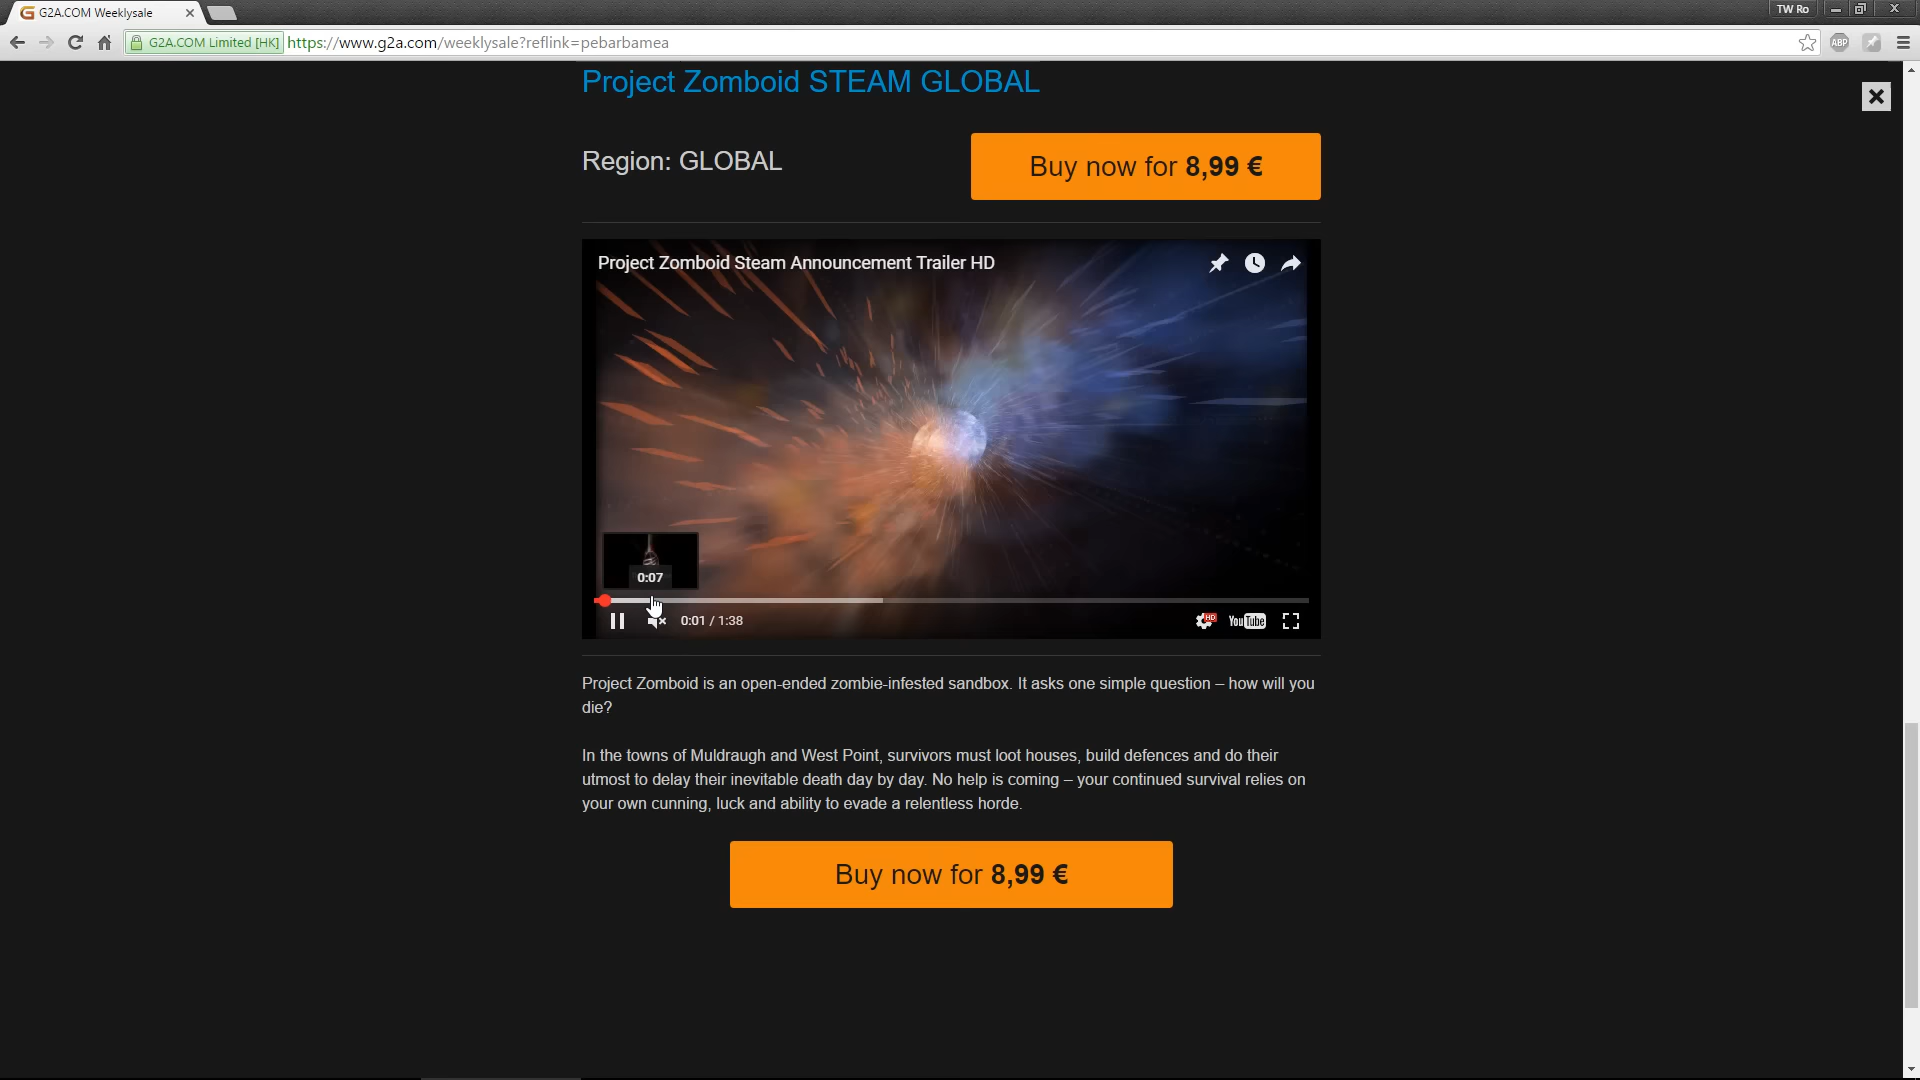 G2A.COM Weeklysale
TW Ro
G2A.COM Limited [HK]
https://www.g2a.com/weeklysale?reflink=pebarbamea
ABP
Project Zomboid STEAM GLOBAL
Region: GLOBAL
Buy now for 8,99 €
Project Zomboid Steam Announcement Trailer HD
0:07
0:01 / 1:38
HD
YouTube
Project Zomboid is an open-ended zombie-infested sandbox. It asks one simple question – how will you
die?
In the towns of Muldraugh and West Point, survivors must loot houses, build defences and do their
utmost to delay their inevitable death day by day. No help is coming – your continued survival relies on
your own cunning, luck and ability to evade a relentless horde.
Buy now for 8,99 €